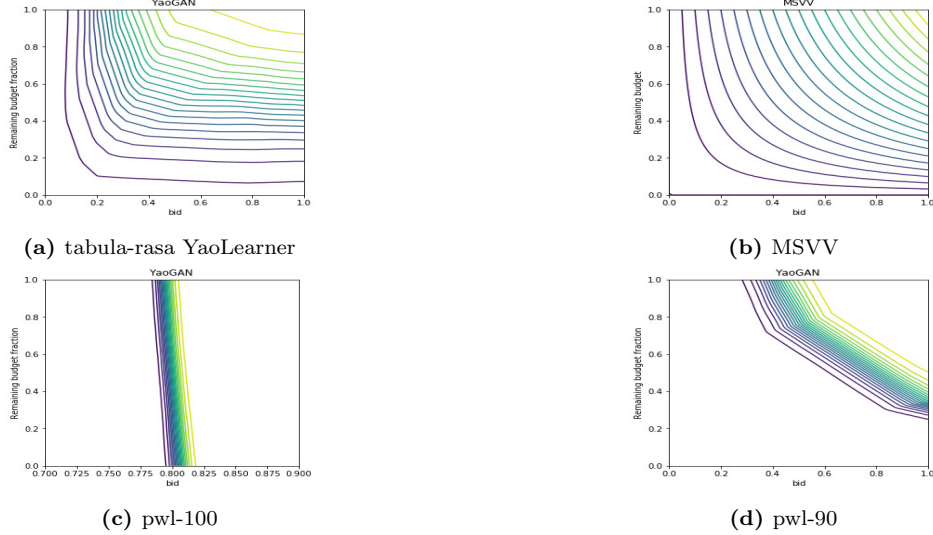 YaoGAN
MSVV
1.0
0.8
0.6
0.4
0.2
0.0
Remaining budget fraction
0.0 0.2 0.4 0.6 0.8 1.0
bid
1.0
0.8
0.6
0.4
0.2
0.0
Remaining budget
0.0 0.2 0.4 0.6 0.8 1.0
bid
(a) tabula-rasa YaoLearner
(b) MSVV
YaoGAN
YaoGAN
1.0
0.8
0.6
0.4
0.2
0.0
Remaining budget fraction
0.700 0.725 0.750 0.775 0.800 0.825 0.850 0.875 0.900
bid
1.0
0.8
0.6
0.4
0.2
0.0
Remaining budget fraction
0.0 0.2 0.4 0.6 0.8 1.0
bid
(c) pwl-100
(d) pwl-90